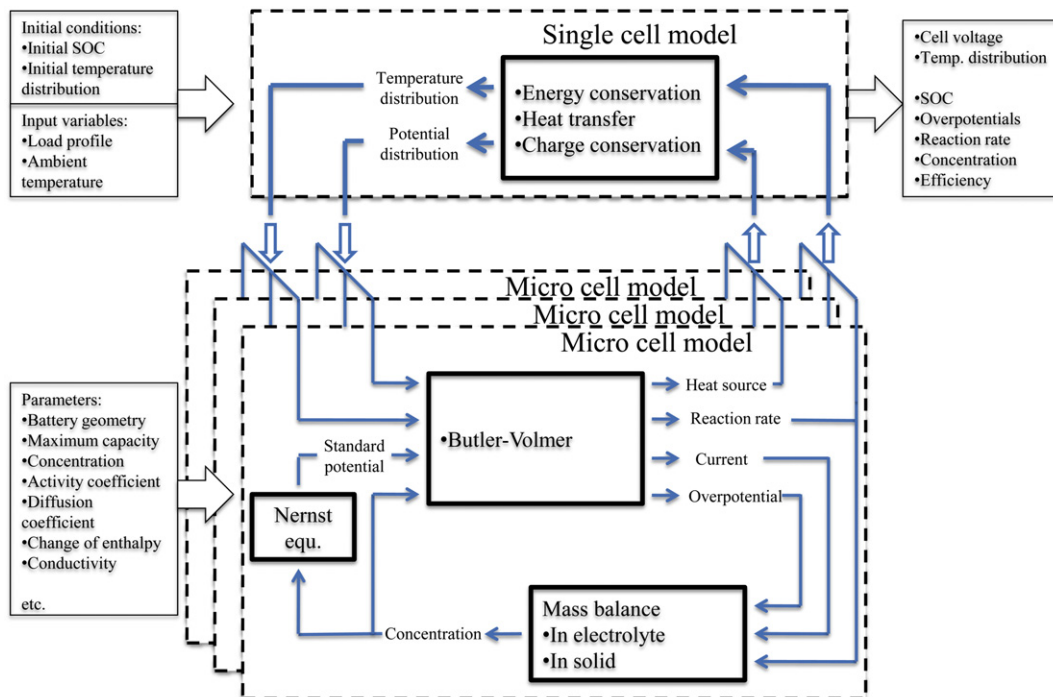 Initial conditions:
•Initial SOC
•Initial temperature
distribution
Input variables:
•Load profile
•Ambient
temperature
Single cell model
Temperature
distribution
Potential
distribution
•Energy conservation
•Heat transfer
•Charge conservation
•Cell voltage
•Temp. distribution
•SOC
•Overpotentials
•Reaction rate
•Concentration
•Efficiency
Micro cell model
Micro cell model
Micro cell model
Parameters:
•Battery geometry
•Maximum capacity
•Concentration
•Activity coefficient
•Diffusion
coefficient
•Change of enthalpy
•Conductivity
etc.
Standard
potential
Nernst
equ.
•Butler-Volmer
Heat source
Reaction rate
Current
Overpotential
Concentration
Mass balance
•In electrolyte
•In solid